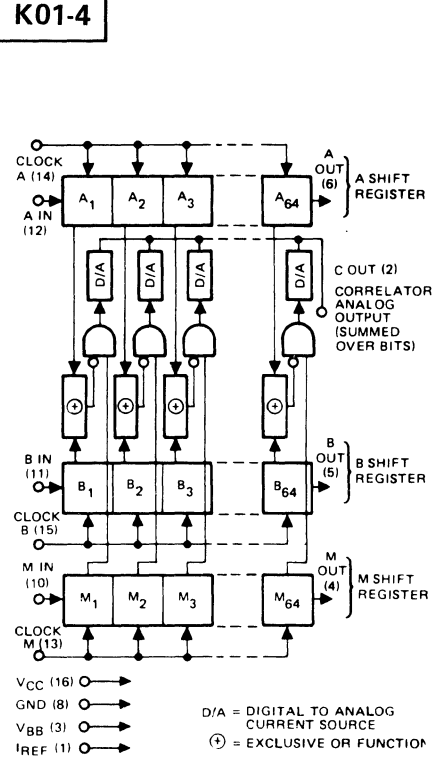 K01-4
CLOCK
A (14)
A IN
(12)
A1 A2 A3 A64
A
OUT
(6)
A SHIFT
REGISTER
D/A D/A D/A D/A
C OUT (2)
CORRELATOR
ANALOG
OUTPUT
(SUMMED
OVER BITS)
+ + + +
B IN
(11)
B1 B2 B3 B64
B
OUT
(5)
B SHIFT
REGISTER
CLOCK
B (15)
M IN
(10)
M1 M2 M3 M64
M
OUT
(4)
M SHIFT
REGISTER
CLOCK
M (13)
VCC (16)
GND (8)
VBB (3)
IREF (1)
D/A = DIGITAL TO ANALOG
CURRENT SOURCE
⊕ = EXCLUSIVE OR FUNCTION